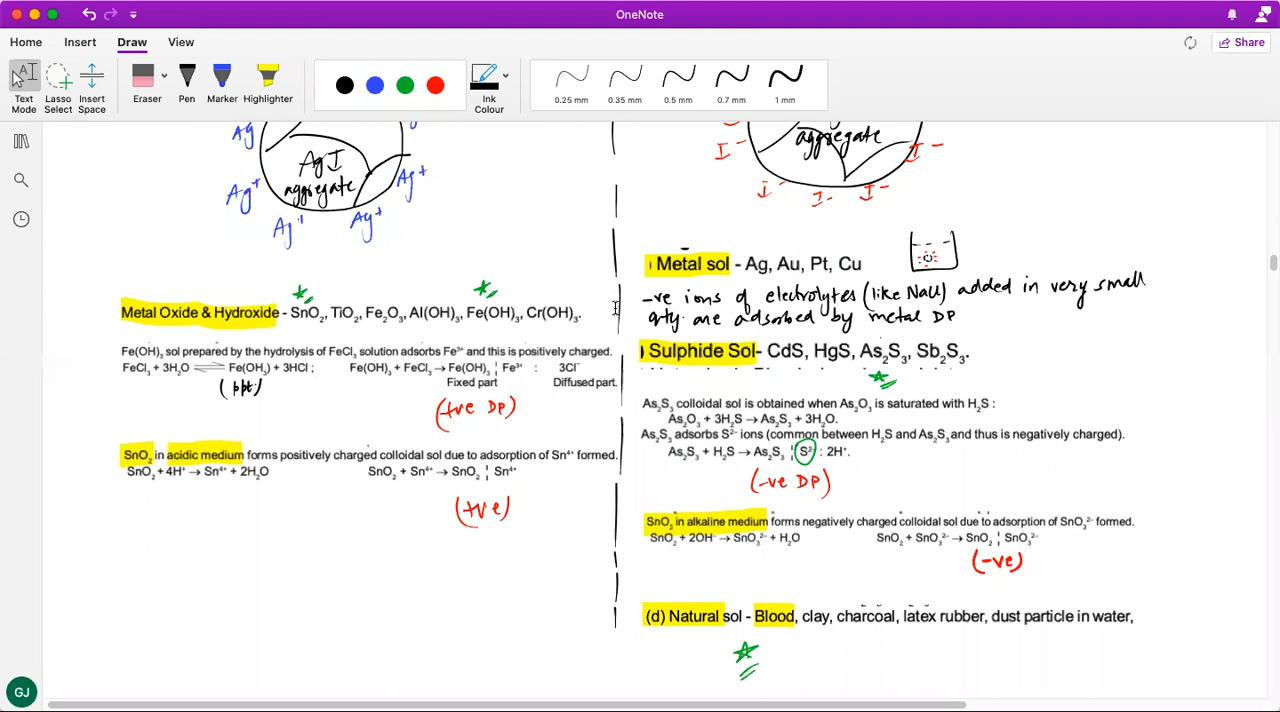 OneNote
Home Insert Draw View
Share
Text Mode
Lasso Select
Insert Space
Eraser
Pen
Marker
Highlighter
Ink Colour
0.25 mm 0.35 mm 0.5 mm 0.7 mm 1 mm
Ag
AgI
aggregate
Ag⁺
Ag⁺
Ag⁺
Ag⁺
Metal Oxide & Hydroxide - SnO₂, TiO₂, Fe₂O₃, Al(OH)₃, Fe(OH)₃, Cr(OH)₃.
Fe(OH)₃ sol prepared by the hydrolysis of FeCl₃ solution adsorbs Fe³⁺ and this is positively charged.
FeCl₃ + 3H₂O ⇌ Fe(OH₃) + 3HCl ; Fe(OH)₃ + FeCl₃ → Fe(OH)₃ ¦ Fe³⁺ : 3Cl⁻
Fixed part Diffused part.
(ppt)
(+ve DP)
SnO₂ in acidic medium forms positively charged colloidal sol due to adsorption of Sn⁴⁺ formed.
SnO₂ + 4H⁺ → Sn⁴⁺ + 2H₂O SnO₂ + Sn⁴⁺ → SnO₂ ¦ Sn⁴⁺
(+ve)
aggregate
I⁻
I⁻
I⁻
I⁻
I⁻
Metal sol - Ag, Au, Pt, Cu
-ve ions of electrolytes (like NaCl) added in very small
qty. are adsorbed by metal DP
Sulphide Sol- CdS, HgS, As₂S₃, Sb₂S₃.
As₂S₃ colloidal sol is obtained when As₂O₃ is saturated with H₂S :
As₂O₃ + 3H₂S → As₂S₃ + 3H₂O.
As₂S₃ adsorbs S²⁻ ions (common between H₂S and As₂S₃ and thus is negatively charged).
As₂S₃ + H₂S → As₂S₃ ¦ S²⁻ : 2H⁺.
(-ve DP)
SnO₂ in alkaline medium forms negatively charged colloidal sol due to adsorption of SnO₃²⁻ formed.
SnO₂ + 2OH⁻ → SnO₃²⁻ + H₂O SnO₂ + SnO₃²⁻ → SnO₂ ¦ SnO₃²⁻
(-ve)
(d) Natural sol - Blood, clay, charcoal, latex rubber, dust particle in water,
GJ